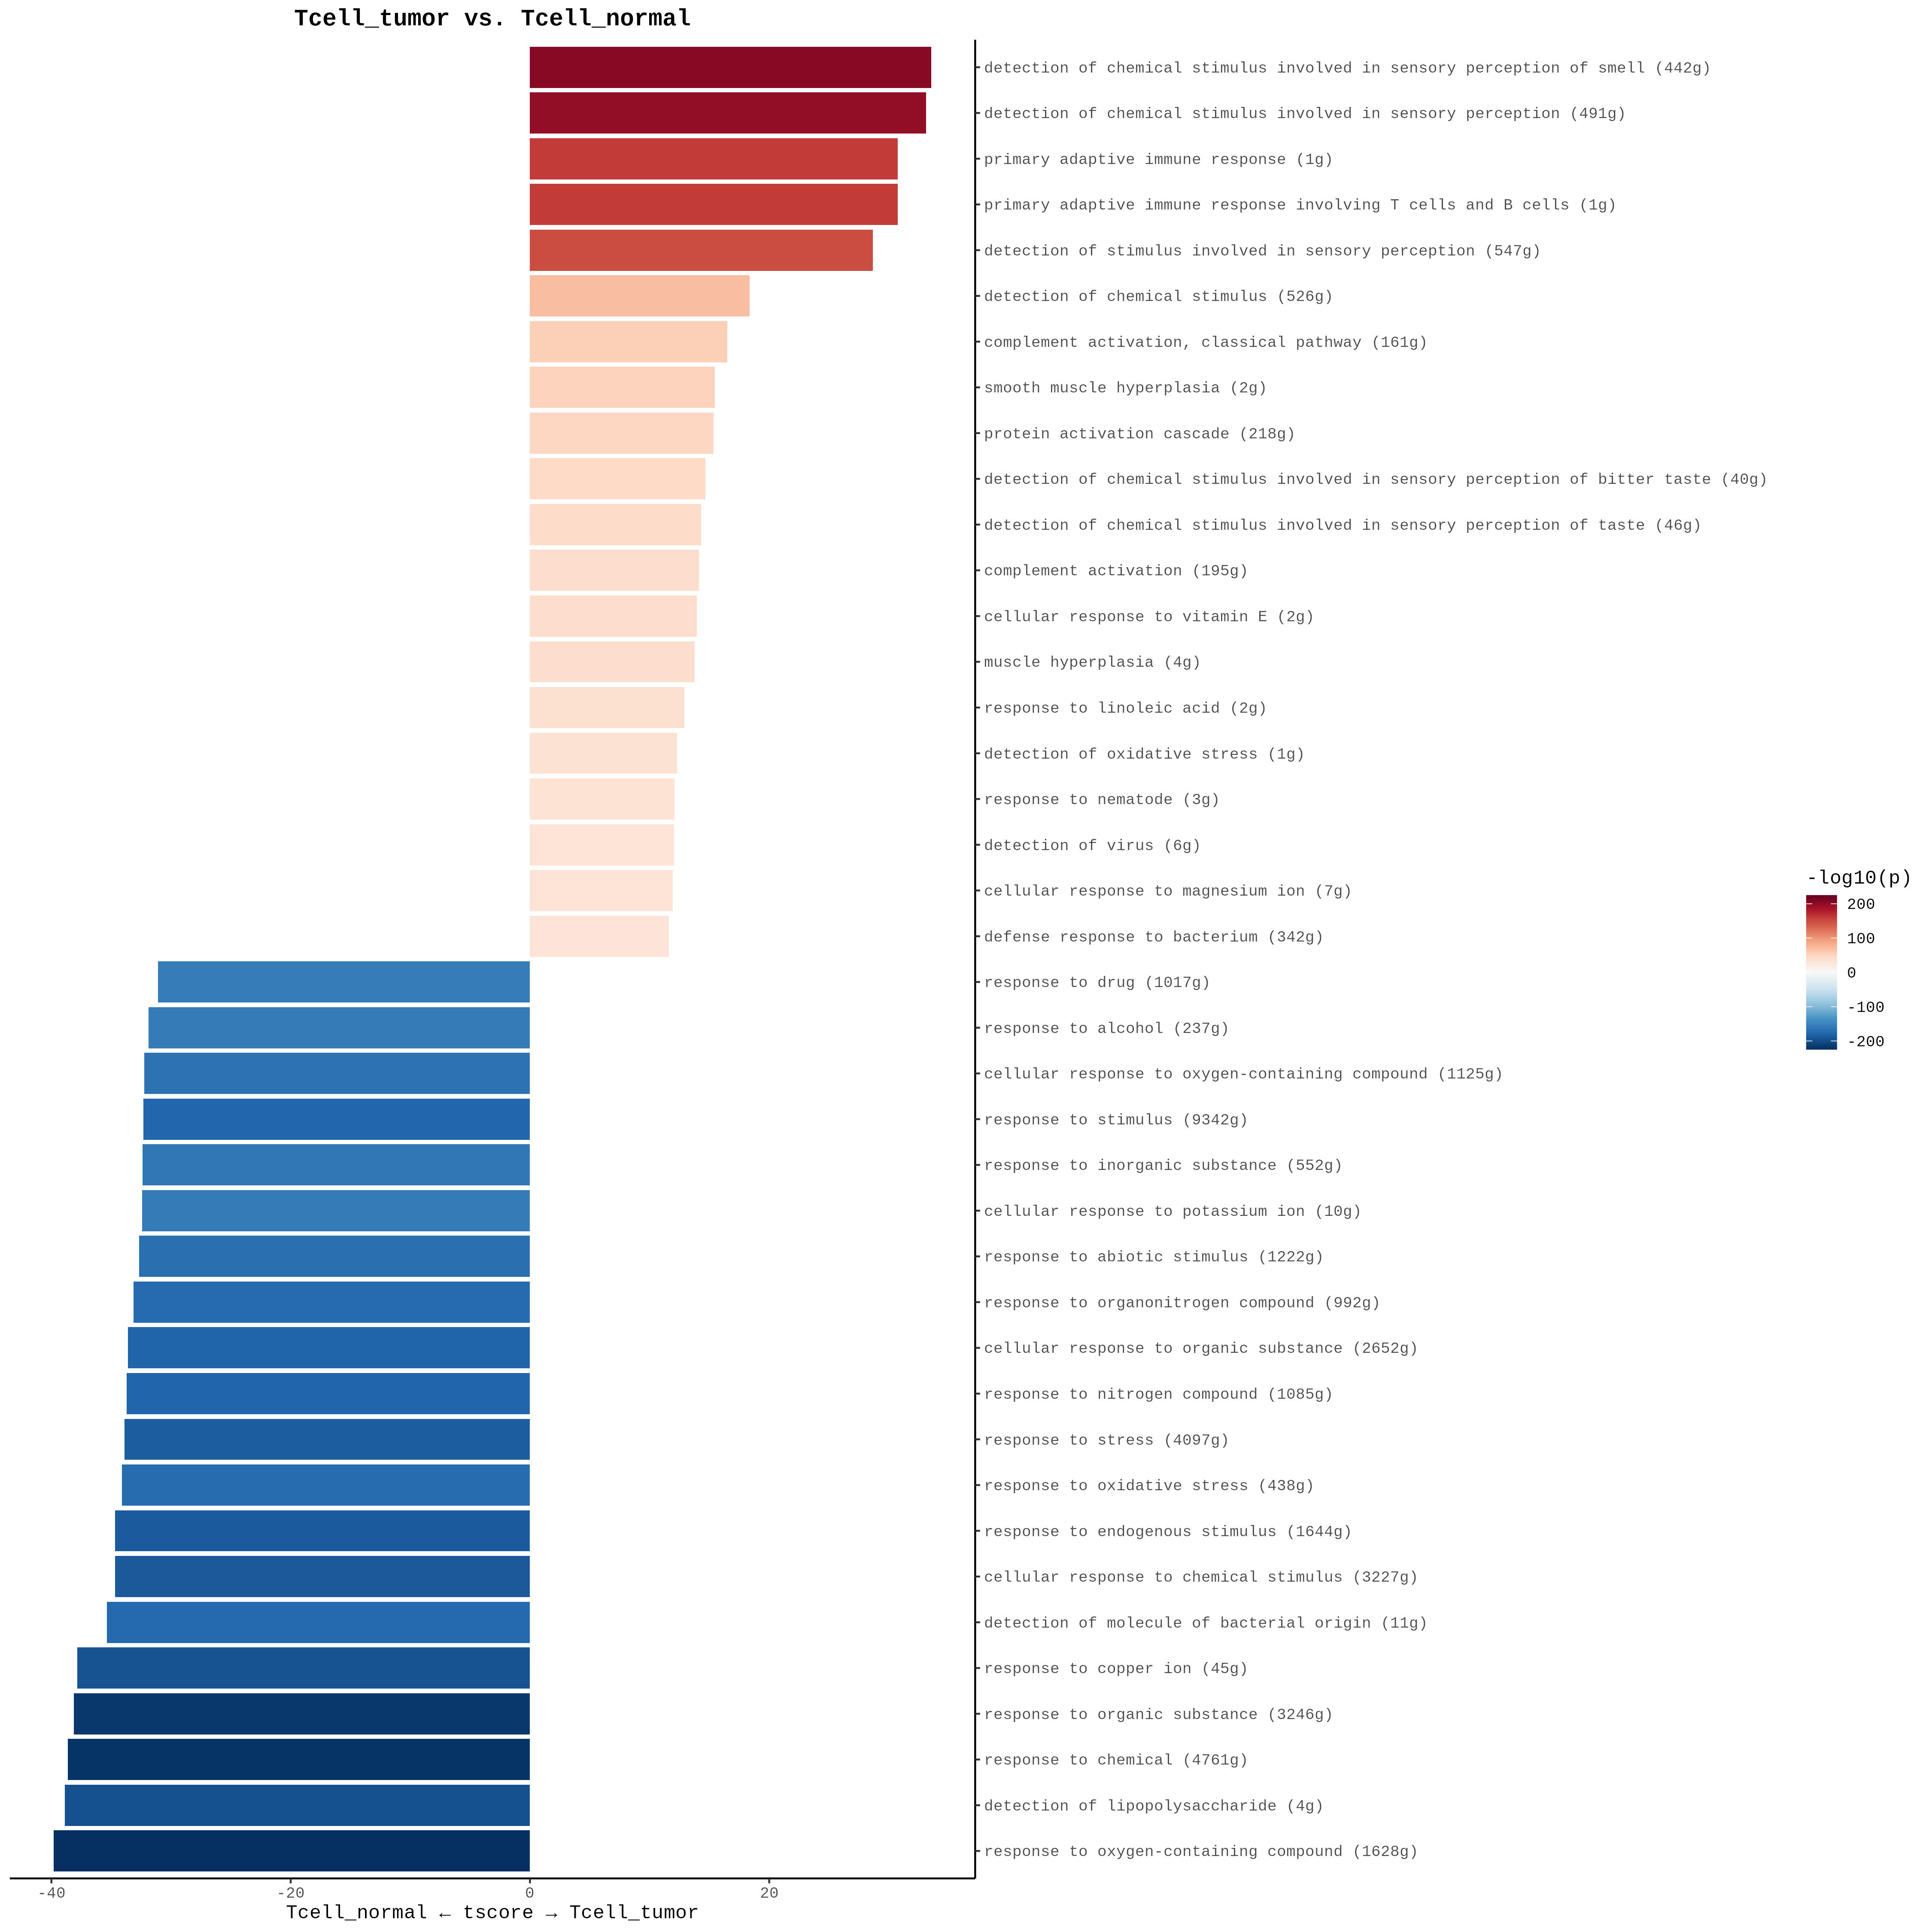 Tcell_tumor vs. Tcell_normal
detection of chemical stimulus involved in sensory perception of smell (442g)
detection of chemical stimulus involved in sensory perception (491g)
primary adaptive immune response (1g)
primary adaptive immune response involving T cells and B cells (1g)
detection of stimulus involved in sensory perception (547g)
detection of chemical stimulus (526g)
complement activation, classical pathway (161g)
smooth muscle hyperplasia (2g)
protein activation cascade (218g)
detection of chemical stimulus involved in sensory perception of bitter taste (40g)
detection of chemical stimulus involved in sensory perception of taste (46g)
complement activation (195g)
cellular response to vitamin E (2g)
muscle hyperplasia (4g)
response to linoleic acid (2g)
detection of oxidative stress (1g)
response to nematode (3g)
detection of virus (6g)
cellular response to magnesium ion (7g)
defense response to bacterium (342g)
response to drug (1017g)
response to alcohol (237g)
cellular response to oxygen-containing compound (1125g)
response to stimulus (9342g)
response to inorganic substance (552g)
cellular response to potassium ion (10g)
response to abiotic stimulus (1222g)
response to organonitrogen compound (992g)
cellular response to organic substance (2652g)
response to nitrogen compound (1085g)
response to stress (4097g)
response to oxidative stress (438g)
response to endogenous stimulus (1644g)
cellular response to chemical stimulus (3227g)
detection of molecule of bacterial origin (11g)
response to copper ion (45g)
response to organic substance (3246g)
response to chemical (4761g)
detection of lipopolysaccharide (4g)
response to oxygen-containing compound (1628g)
-40 -20 0 20
Tcell_normal ← tscore → Tcell_tumor
-log10(p)
200
100
0
-100
-200